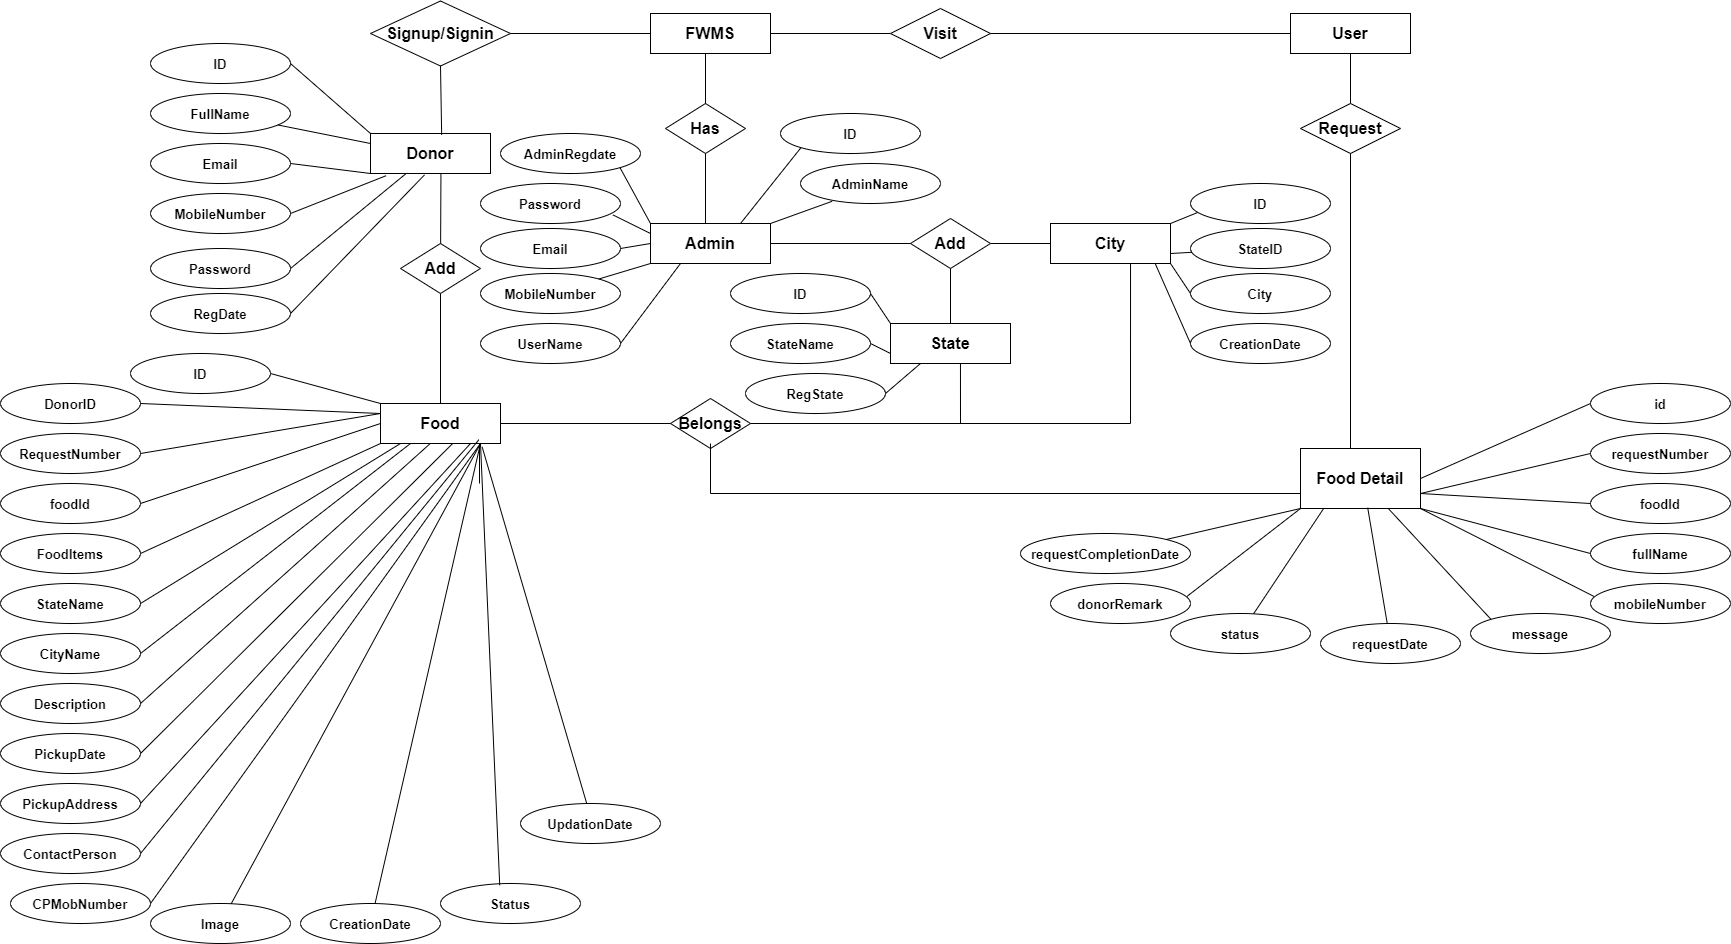 Signup/Signin
FWMS
Visit
User
ID
FullName
Email
MobileNumber
Password
RegDate
Donor
Has
Request
AdminRegdate
Password
Email
MobileNumber
UserName
ID
AdminName
Admin
Add
Add
City
ID
StateID
City
CreationDate
ID
StateName
RegState
State
ID
DonorID
RequestNumber
foodId
FoodItems
StateName
CityName
Description
PickupDate
PickupAddress
ContactPerson
CPMobNumber
Image
CreationDate
Status
UpdationDate
Food
Belongs
Food Detail
id
requestNumber
foodId
fullName
mobileNumber
message
requestDate
status
donorRemark
requestCompletionDate